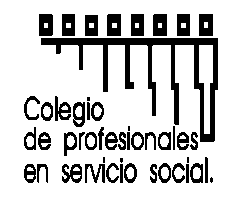 Colegio
de profesionales
en servicio social.